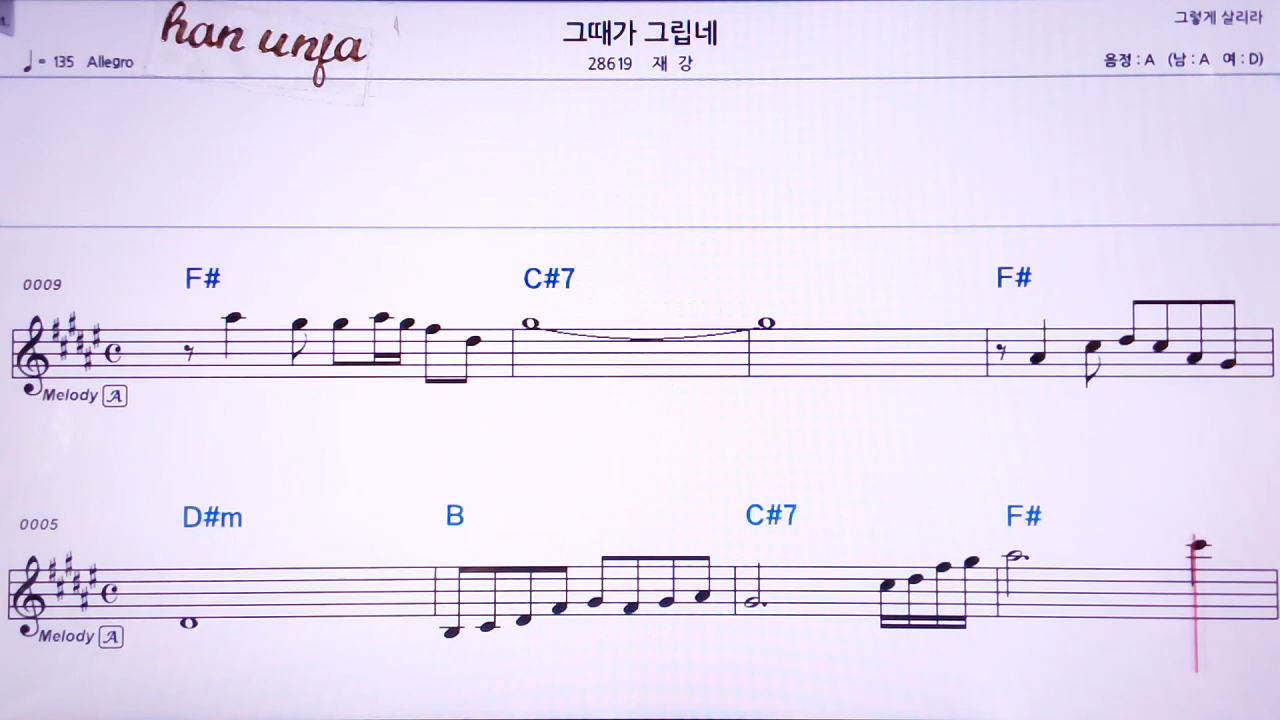 han unja
그때가 그립네
그렇게 살리라
♩= 135 Allegro
28619 재 강
음정 : A (남 : A 여 : D)
0009
F# C#7 F#
Melody A
0005
D#m B C#7 F#
Melody A